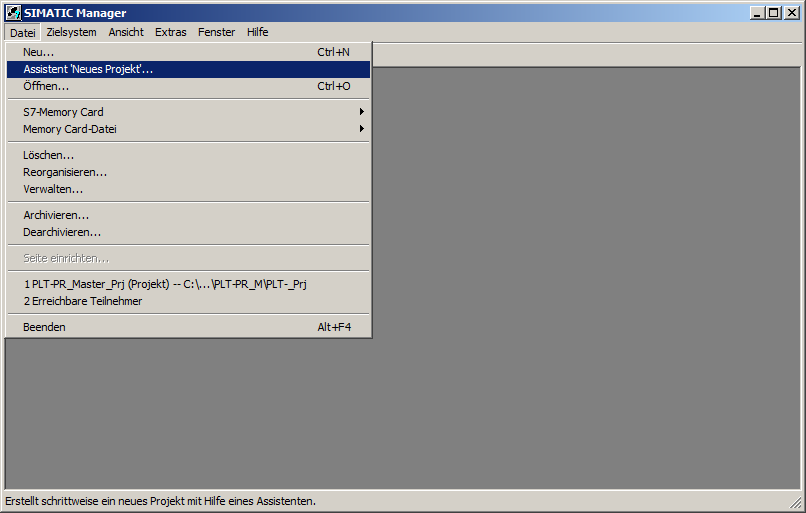 SIMATIC Manager
Datei Zielsystem Ansicht Extras Fenster Hilfe
Neu... Ctrl+N
Assistent 'Neues Projekt'...
Öffnen... Ctrl+O
S7-Memory Card
Memory Card-Datei
Löschen...
Reorganisieren...
Verwalten...
Archivieren...
Dearchivieren...
Seite einrichten...
1 PLT-PR_Master_Prj (Projekt) -- C:\...\PLT-PR_M\PLT-_Prj
2 Erreichbare Teilnehmer
Beenden Alt+F4
Erstellt schrittweise ein neues Projekt mit Hilfe eines Assistenten.